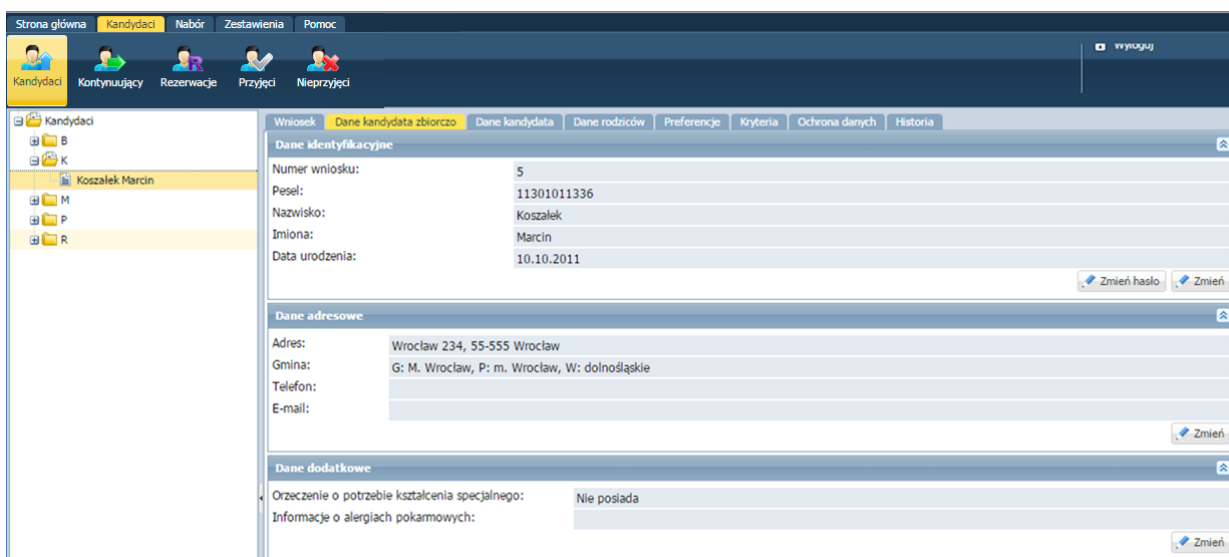 Strona główna Kandydaci Nabór Zestawienia Pomoc
Wyloguj
Kandydaci Kontynuujący Rezerwacje Przyjęci Nieprzyjęci
Kandydaci
B
K
Koszałek Marcin
M
P
R
Wniosek Dane kandydata zbiorczo Dane kandydata Dane rodziców Preferencje Kryteria Ochrona danych Historia
Dane identyfikacyjne
Numer wniosku: 5
Pesel: 11301011336
Nazwisko: Koszałek
Imiona: Marcin
Data urodzenia: 10.10.2011
Zmień hasło Zmień
Dane adresowe
Adres: Wrocław 234, 55-555 Wrocław
Gmina: G: M. Wrocław, P: m. Wrocław, W: dolnośląskie
Telefon:
E-mail:
Zmień
Dane dodatkowe
Orzeczenie o potrzebie kształcenia specjalnego: Nie posiada
Informacje o alergiach pokarmowych:
Zmień